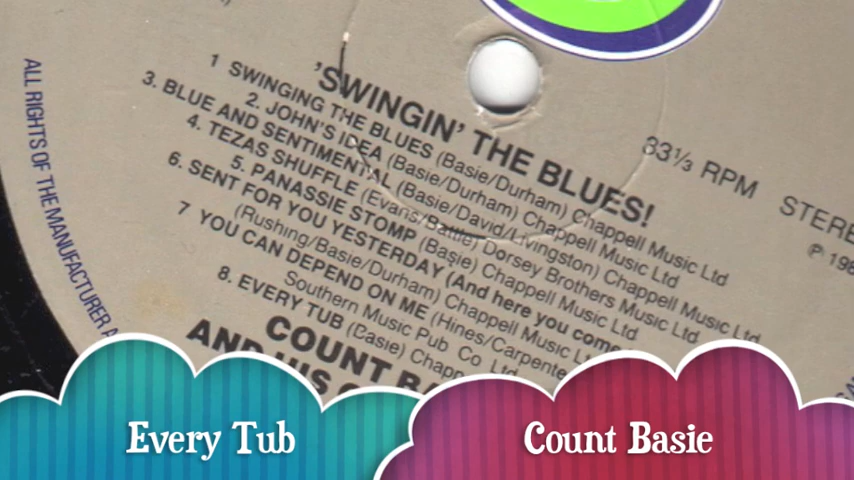 'SWINGIN' THE BLUES!
33⅓ RPM
STERE
℗ 198
1 SWINGING THE BLUES (Basie/Durham) Chappell Music Ltd
2. JOHN'S IDEA (Basie/Durham) Chappell Music Ltd
3. BLUE AND SENTIMENTAL (Basie/David/Livingston) Chappell Music Ltd
4. TEZAS SHUFFLE (Evans/Battle) Dorsey Brothers Music Ltd
5. PANASSIE STOMP (Basie) Chappell Music Ltd
6. SENT FOR YOU YESTERDAY (And here you come
(Rushing/Basie/Durham) Chappell Music Lt
7 YOU CAN DEPEND ON ME (Hines/Carpente
Southern Music Pub Co Ltd
8. EVERY TUB (Basie) Chapp
COUNT BA
AND HIS O
ALL RIGHTS OF THE MANUFACTURER A
Every Tub
Count Basie